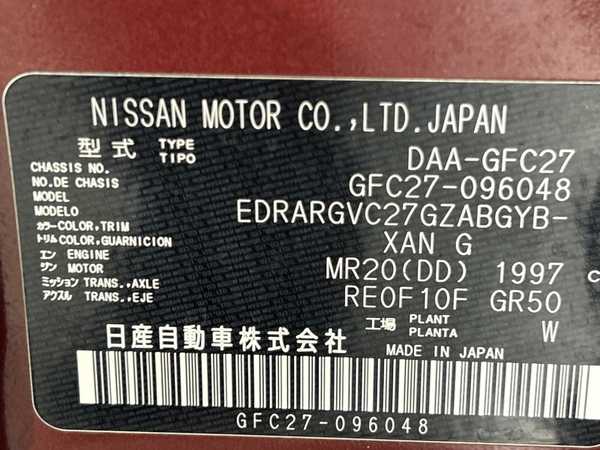 NISSAN MOTOR CO.,LTD.JAPAN
型式 TYPE TIPO DAA-GFC27
CHASSIS NO. NO.DE CHASIS GFC27-096048
MODEL MODELO EDRARGVC27GZABGYB-
カラー COLOR,TRIM トリム COLOR,GUARNICION XAN G
エンジン ENGINE MOTOR MR20(DD) 1997 c
ミッション TRANS.,AXLE アクスル TRANS.,EJE RE0F10F GR50
工場 PLANT PLANTA W
日産自動車株式会社 MADE IN JAPAN
GFC27-096048